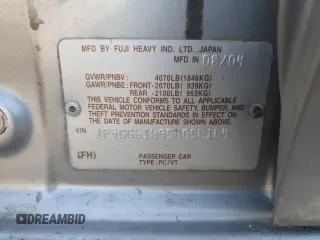 MFD BY FUJI HEAVY IND. LTD., JAPAN
MFD IN 08/04
GVWR/PNBV: 4070LB(1846KG)
GAWR/PNBE: FRONT-2070LB( 939KG)
REAR -2100LB( 953KG)
THIS VEHICLE CONFORMS TO ALL APPLICABLE
FEDERAL MOTOR VEHICLE SAFETY, BUMPER, AND
THEFT PREVENTION STANDARDS IN EFFECT ON
THE DATE OF MANUFACTURE SHOWN ABOVE
VIN
(FH)
PASSENGER CAR
TYPE: PC/VT
DREAMBID